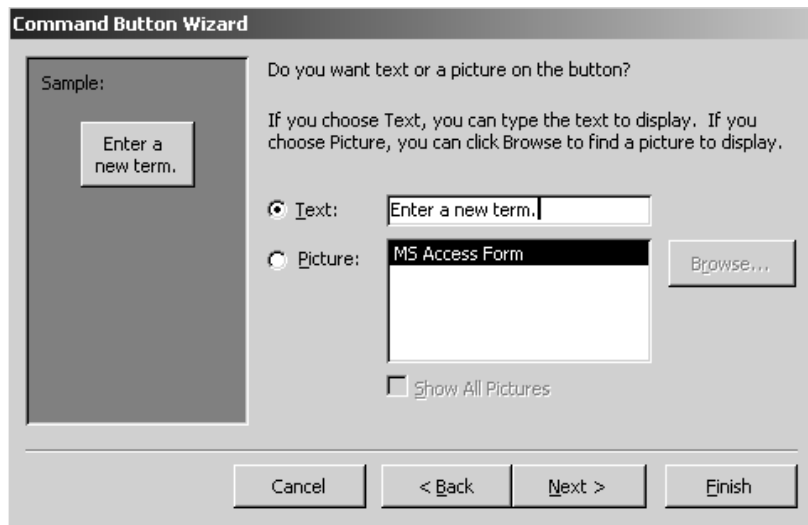 Command Button Wizard
Sample:
Enter a
new term.
Do you want text or a picture on the button?
If you choose Text, you can type the text to display. If you
choose Picture, you can click Browse to find a picture to display.
Text: Enter a new term.
Picture: MS Access Form
Browse...
Show All Pictures
Cancel < Back Next > Finish